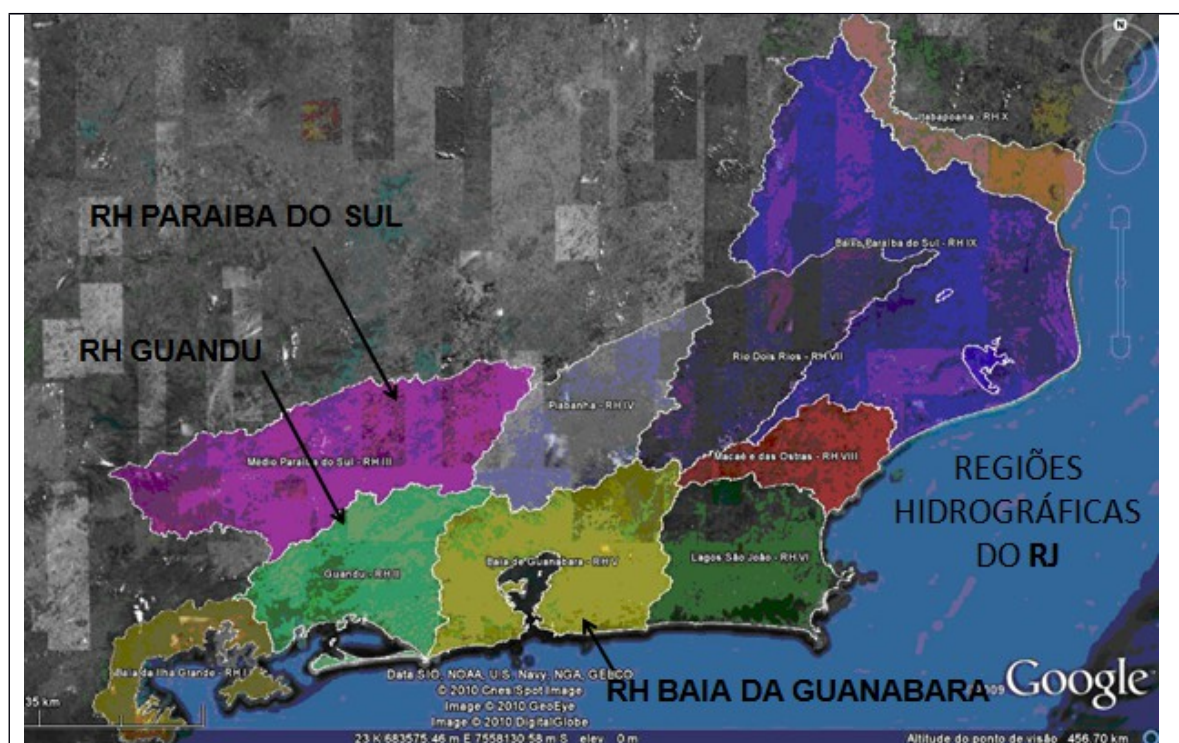 N
Itabapoana - RH X
RH PARAIBA DO SUL
Baixo Paraíba do Sul - RH IX
RH GUANDU
Rio Dois Rios - RH VII
Piabanha - RH IV
Médio Paraíba do Sul - RH III
Macaé e das Ostras - RH VIII
REGIÕES
HIDROGRÁFICAS
DO RJ
Baia de Guanabara - RH V
Lagos São João - RH VI
Guandu - RH II
Baia da Ilha Grande - RH I
Data SIO, NOAA, U.S. Navy, NGA, GEBCO
© 2010 Cnes/Spot Image
RH BAIA DA GUANABARA
2009 Google
35 km
Image © 2010 GeoEye
Image © 2010 DigitalGlobe
23 K 683575.46 m E 7558130.58 m S elev. 0 m
Altitude do ponto de visão 456.70 km